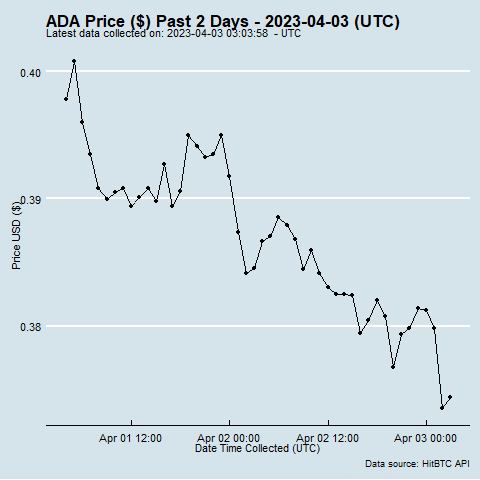 ADA Price ($) Past 2 Days - 2023-04-03 (UTC)
Latest data collected on: 2023-04-03 03:03:58 - UTC
0.40
0.39
0.38
Price USD ($)
Apr 01 12:00 Apr 02 00:00 Apr 02 12:00 Apr 03 00:00
Date Time Collected (UTC)
Data source: HitBTC API